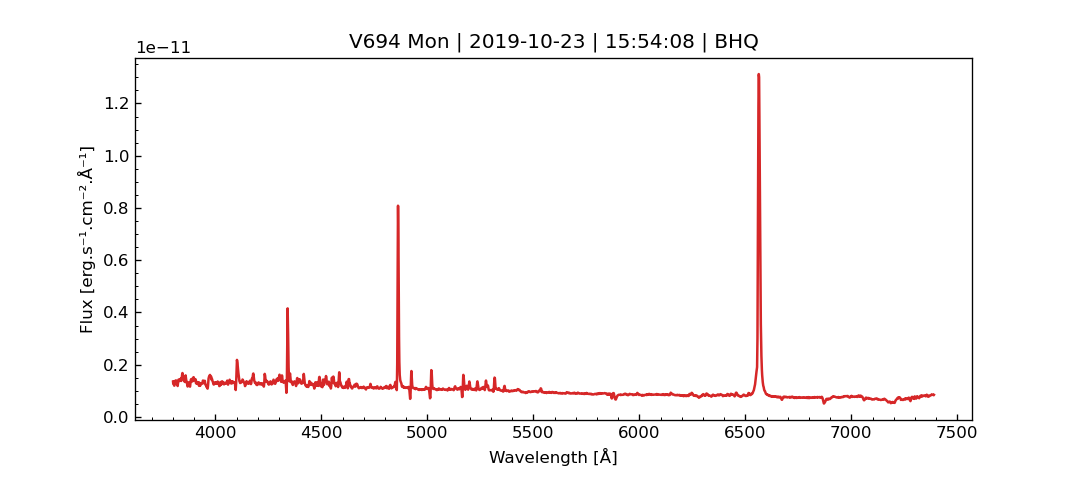 V694 Mon | 2019-10-23 | 15:54:08 | BHQ
1e−11
1.2
1.0
0.8
0.6
0.4
0.2
0.0
Flux [erg.s⁻¹.cm⁻².Å⁻¹]
4000 4500 5000 5500 6000 6500 7000 7500
Wavelength [Å]